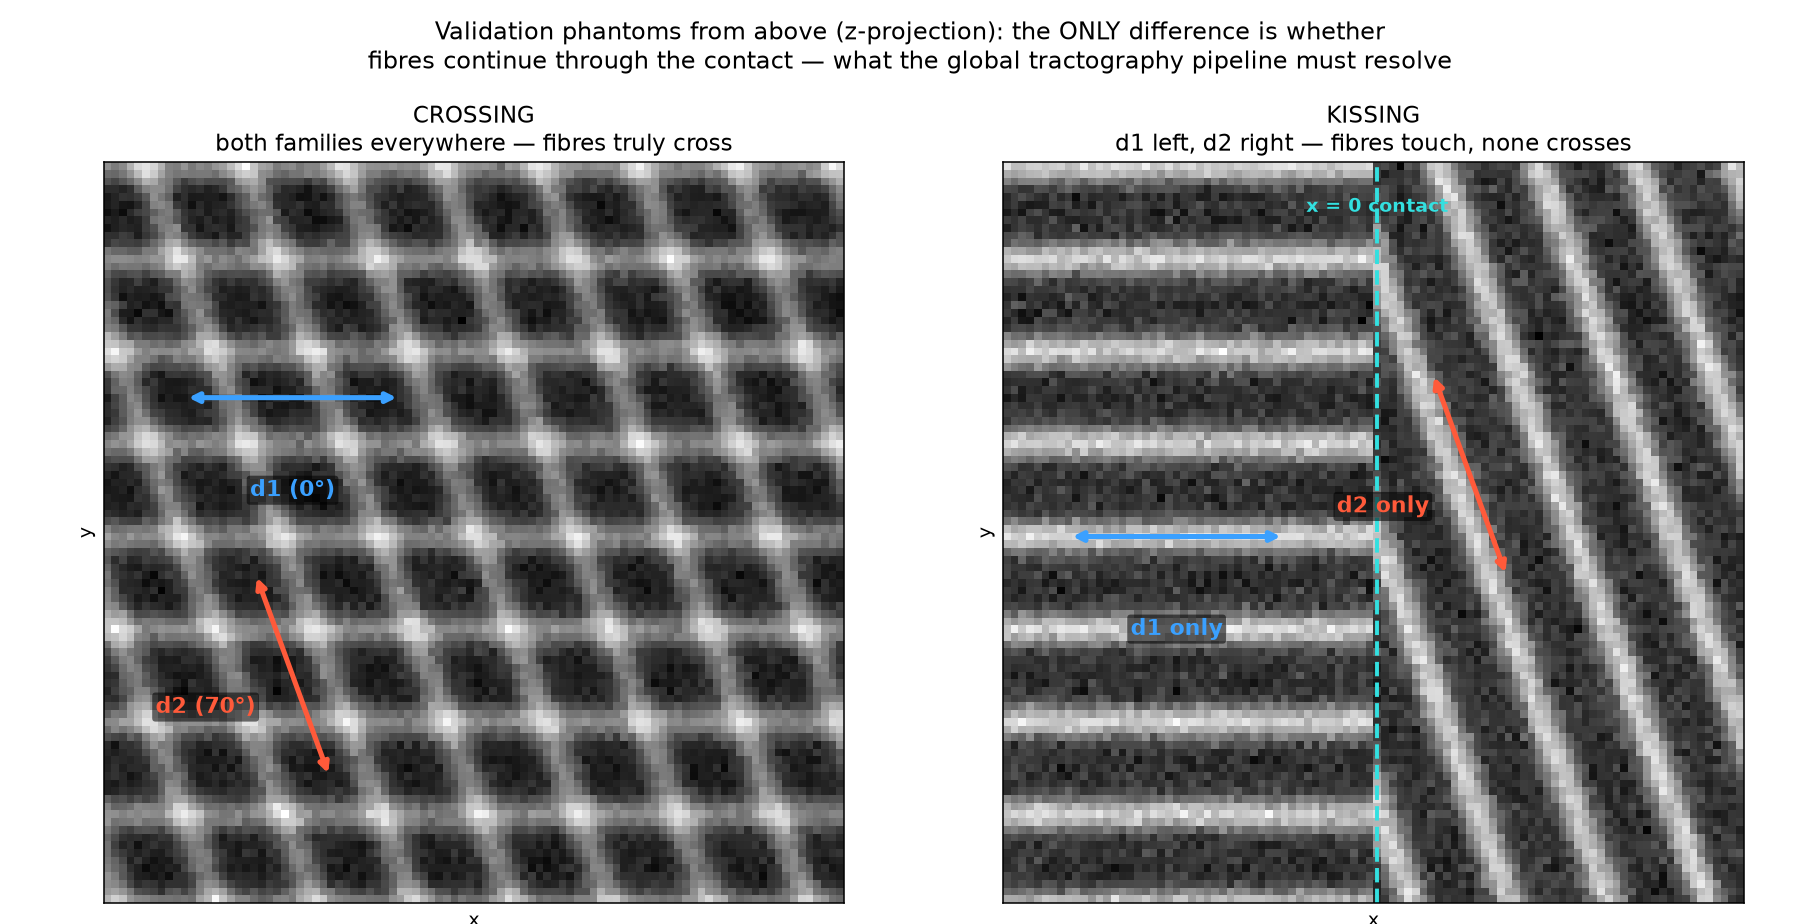 Validation phantoms from above (z-projection): the ONLY difference is whether
fibres continue through the contact — what the global tractography pipeline must resolve
CROSSING
both families everywhere — fibres truly cross
d1 (0°)
d2 (70°)
y
x
KISSING
d1 left, d2 right — fibres touch, none crosses
x = 0 contact
d2 only
d1 only
y
x